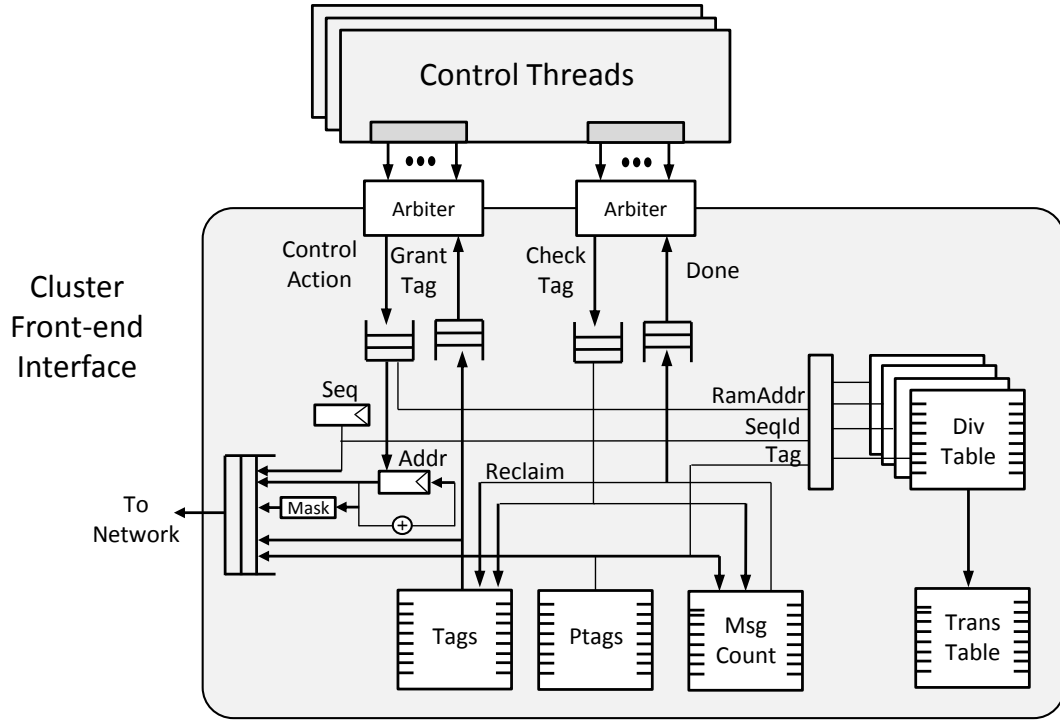 Control Threads
Arbiter
Arbiter
Control
Action
Grant
Tag
Check
Tag
Done
Cluster
Front-end
Interface
Seq
RamAddr
SeqId
Tag
Div
Table
Addr
Reclaim
Mask
+
To
Network
Tags
Ptags
Msg
Count
Trans
Table